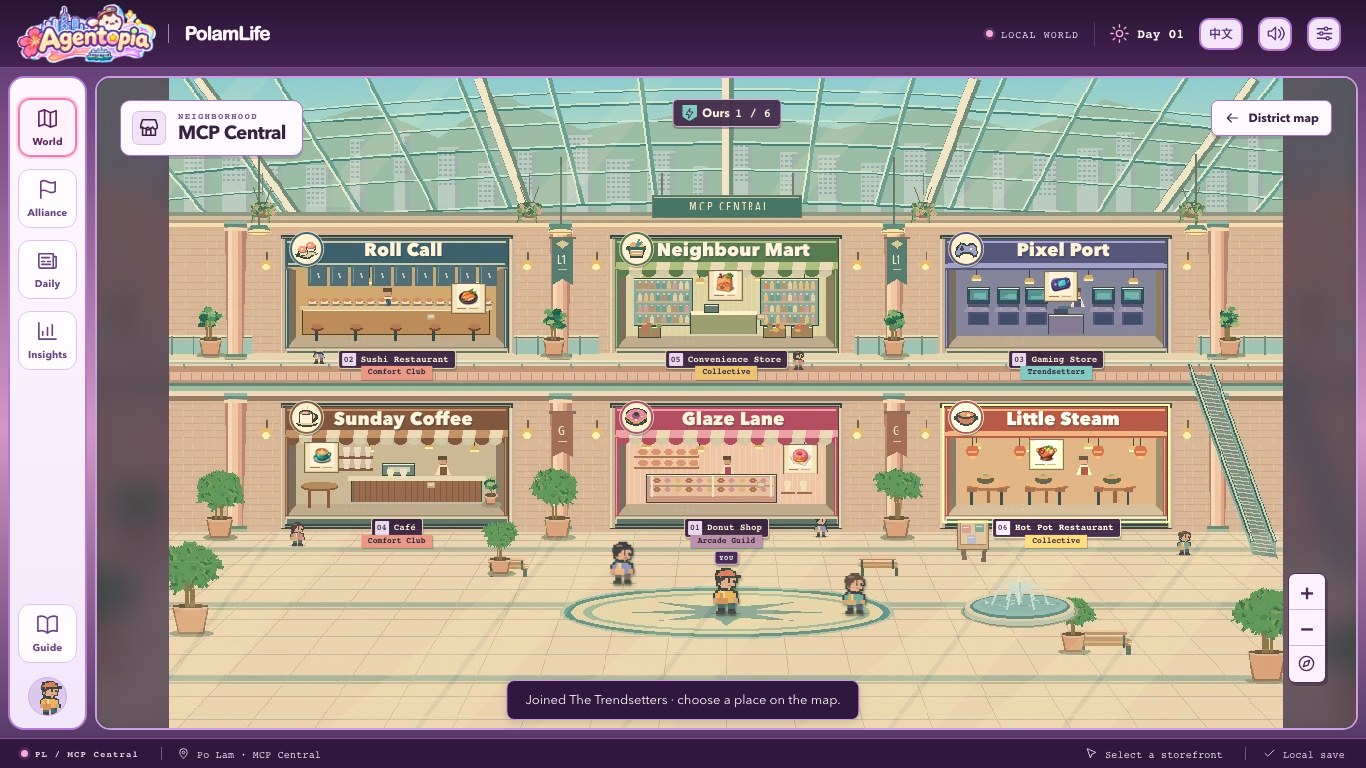 Agentopia
PolamLife
LOCAL WORLD
Day 01
中文
World
Alliance
Daily
Insights
Guide
NEIGHBORHOOD
MCP Central
Ours 1 / 6
District map
MCP CENTRAL
Roll Call
Neighbour Mart
Pixel Port
L1
L1
02 Sushi Restaurant
Comfort Club
05 Convenience Store
Collective
03 Gaming Store
Trendsetters
Sunday Coffee
Glaze Lane
Little Steam
G
G
04 Café
Comfort Club
01 Donut Shop
Arcade Guild
06 Hot Pot Restaurant
Collective
YOU
+
−
Joined The Trendsetters · choose a place on the map.
PL / MCP Central
Po Lam · MCP Central
Select a storefront
Local save